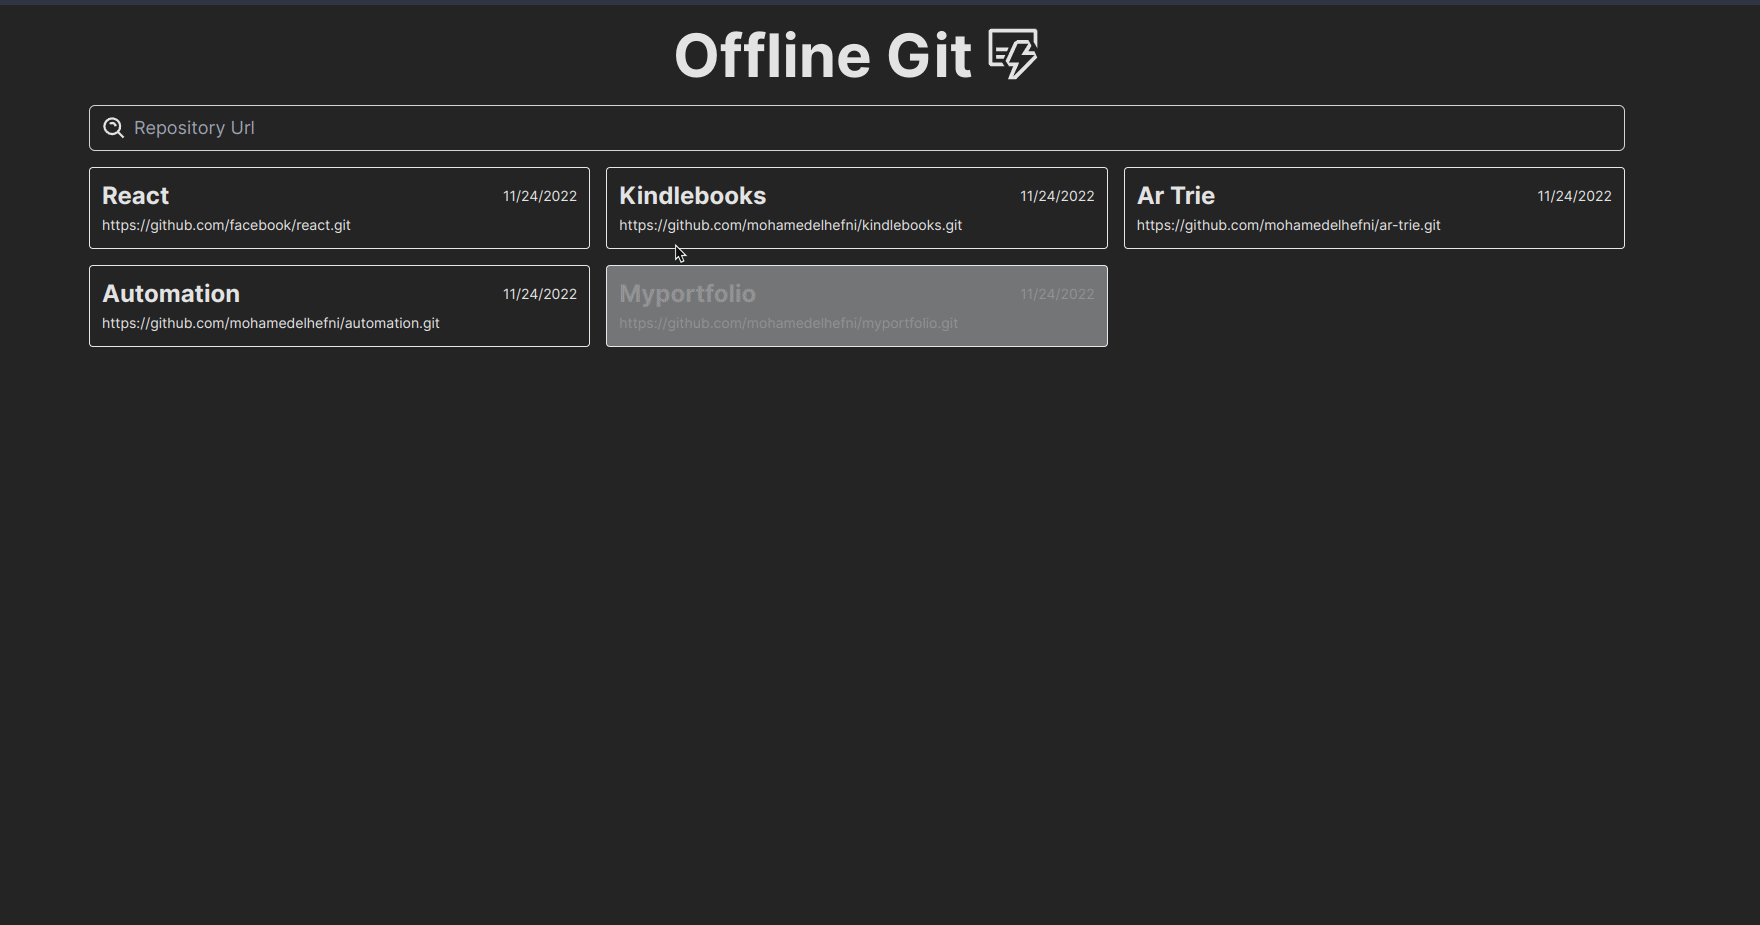 Offline Git
Repository Url
React 11/24/2022
https://github.com/facebook/react.git
Kindlebooks 11/24/2022
https://github.com/mohamedelhefni/kindlebooks.git
Ar Trie 11/24/2022
https://github.com/mohamedelhefni/ar-trie.git
Automation 11/24/2022
https://github.com/mohamedelhefni/automation.git
Myportfolio 11/24/2022
https://github.com/mohamedelhefni/myportfolio.git